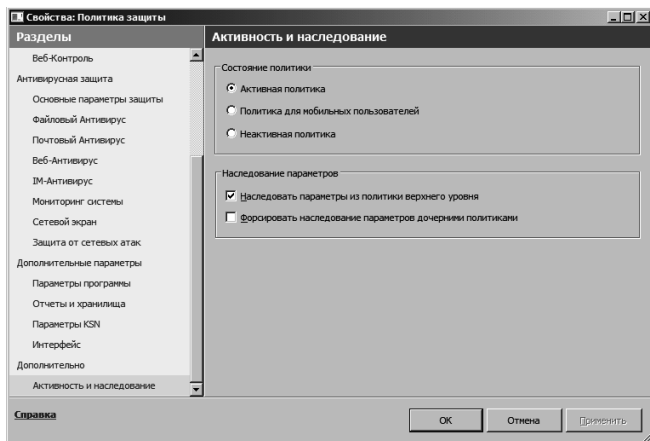 Свойства: Политика защиты
Разделы
Веб-Контроль
Антивирусная защита
Основные параметры защиты
Файловый Антивирус
Почтовый Антивирус
Веб-Антивирус
IM-Антивирус
Мониторинг системы
Сетевой экран
Защита от сетевых атак
Дополнительные параметры
Параметры программы
Отчеты и хранилища
Параметры KSN
Интерфейс
Дополнительно
Активность и наследование
Активность и наследование
Состояние политики
Активная политика
Политика для мобильных пользователей
Неактивная политика
Наследование параметров
Наследовать параметры из политики верхнего уровня
Форсировать наследование параметров дочерними политиками
Справка
ОК
Отмена
Применить